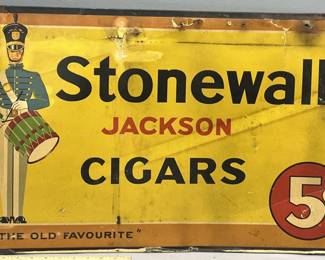 Stonewall
JACKSON
CIGARS
5¢
"THE OLD FAVOURITE"